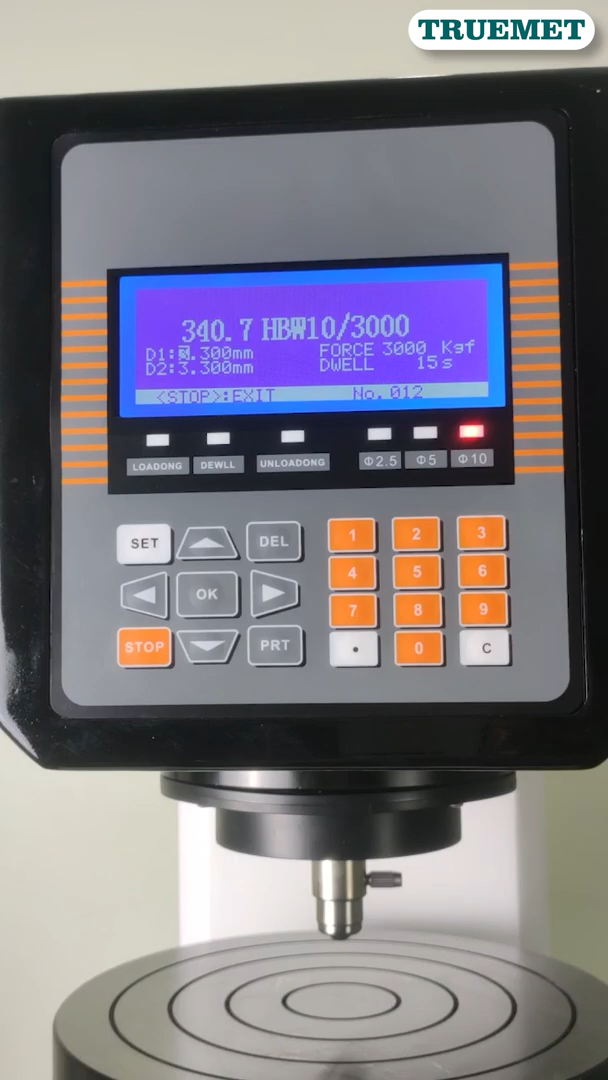 TRUEMET
340.7 HBW10/3000
D1:3.300mm FORCE 3000 Kgf
D2:3.300mm DWELL 15s
<STOP>:EXIT No.012
LOADONG DEWLL UNLOADONG Φ2.5 Φ5 Φ10
SET DEL 1 2 3
OK 4 5 6
7 8 9
STOP PRT • 0 C